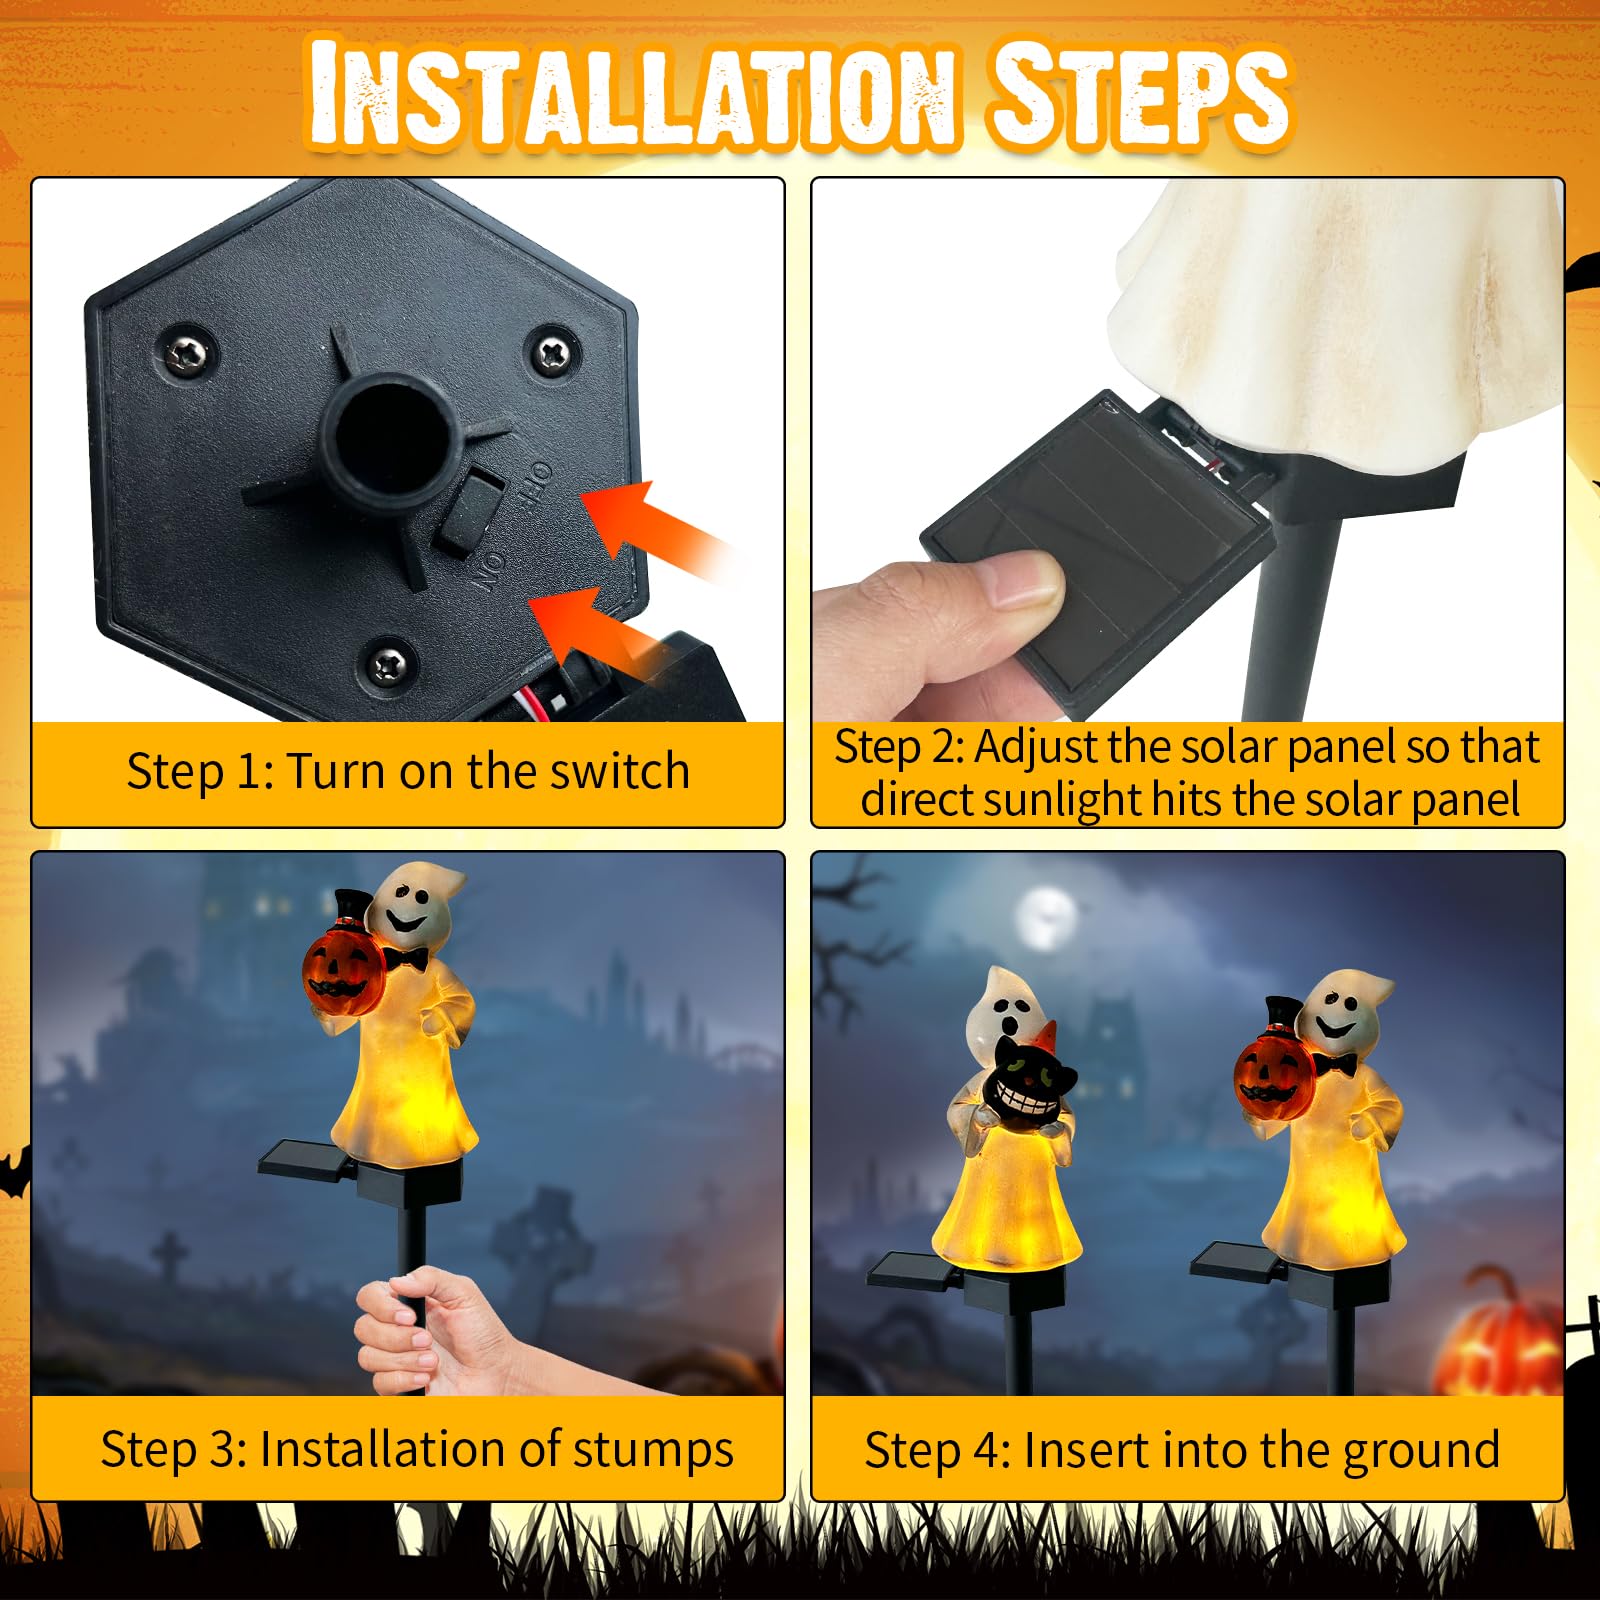 INSTALLATION STEPS
OFF
ON
Step 1: Turn on the switch
Step 2: Adjust the solar panel so that
direct sunlight hits the solar panel
Step 3: Installation of stumps
Step 4: Insert into the ground